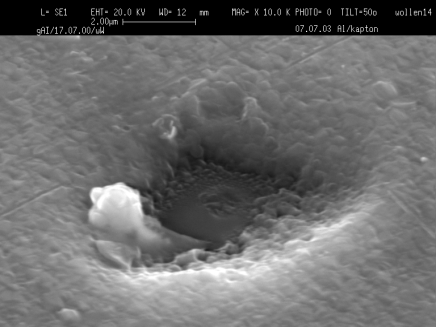 L= SE1 EHT= 20.0 KV WD= 12 mm MAG= X 10.0 K PHOTO= 0 TILT=50o wollen14
2.00µm
gAI/17.07.00/uW 07.07.03 Al/kapton